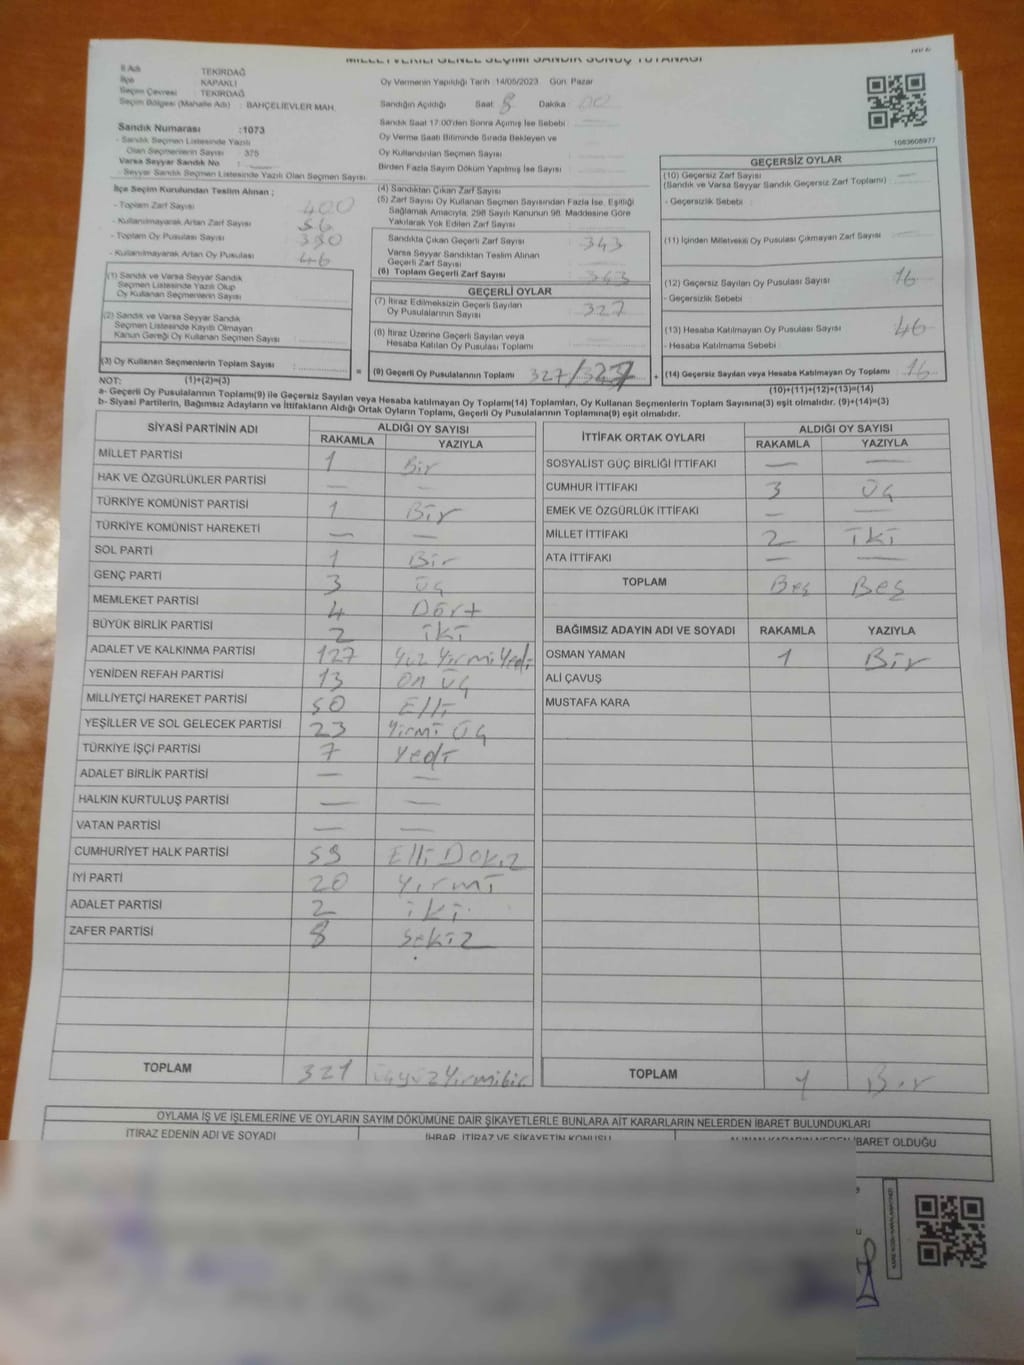 MİLLETVEKİLİ GENEL SEÇİMİ SANDIK SONUÇ TUTANAĞI
İl Adı TEKİRDAĞ
İlçe KAPAKLI
Seçim Çevresi : TEKİRDAĞ
Seçim Bölgesi (Mahalle Adı) : BAHÇELİEVLER MAH.
Sandık Numarası :1073
- Sandık Seçmen Listesinde Yazılı
Olan Seçmenlerin Sayısı 375
Varsa Seyyar Sandık No :
- Seyyar Sandık Listesinde Yazılı Olan Seçmen Sayısı
Oy Vermenin Yapıldığı Tarih :14/05/2023 Gün: Pazar
Sandığın Açıldığı Saat: 8 Dakika : 00
Sandık Saat 17.00'den Sonra Açımış İse Sebebi :
Oy Verme Saati Bitiminde Sırada Bekleyen ve
Oy Kullandırılan Seçmen Sayısı
Birden Fazla Sayım Döküm Yapılmış İse Sayısı :
1083608977
İlçe Seçim Kurulundan Teslim Alınan ;
- Toplam Zarf Sayısı : 400
- Kullanılmayarak Artan Zarf Sayısı : 56
- Toplam Oy Pusulası Sayısı : 390
- Kullanılmayarak Artan Oy Pusulası : 46
(1) Sandık ve Varsa Seyyar Sandık
Seçmen Listesinde Yazılı Olup
Oy Kullanan Seçmenlerin Sayısı
(2) Sandık ve Varsa Seyyar Sandık
Seçmen Listesinde Kayıtlı Olmayan
Kanun Gereği Oy Kullanan Seçmen Sayısı :
(3) Oy Kullanan Seçmenlerin Toplam Sayısı :
(4) Sandıktan Çıkan Zarf Sayısı
(5) Zarf Sayısı Oy Kullanan Seçmen Sayısından Fazla İse, Eşitliği
Sağlamak Amacıyla; 298 Sayılı Kanunun 98. Maddesine Göre
Yakılarak Yok Edilen Zarf Sayısı
Sandıkta Çıkan Geçerli Zarf Sayısı : 343
Varsa Seyyar Sandıktan Teslim Alınan
Geçerli Zarf Sayısı
(6) Toplam Geçerli Zarf Sayısı : 343
GEÇERLİ OYLAR
(7) İtiraz Edilmeksizin Geçerli Sayılan
Oy Pusulalarının Sayısı : 327
(8) İtiraz Üzerine Geçerli Sayılan veya
Hesaba Katılan Oy Pusulası Toplamı :
= (9) Geçerli Oy Pusulalarının Toplamı 327/327 +
GEÇERSİZ OYLAR
(10) Geçersiz Zarf Sayısı
(Sandık ve Varsa Seyyar Sandık Geçersiz Zarf Toplamı) :
- Geçersizlik Sebebi :
(11) İçinden Milletvekili Oy Pusulası Çıkmayan Zarf Sayısı
(12) Geçersiz Sayılan Oy Pusulası Sayısı : 16
- Geçersizlik Sebebi
(13) Hesaba Katılmayan Oy Pusulası Sayısı : 46
- Hesaba Katılmama Sebebi :
(14) Geçersiz Sayılan veya Hesaba Katılmayan Oy Toplamı : 16
NOT: (1)+(2)=(3) (10)+(11)+(12)+(13)=(14)
a- Geçerli Oy Pusulalarının Toplamı(9) ile Geçersiz Sayılan veya Hesaba katılmayan Oy Toplamı(14) Toplamları, Oy Kullanan Seçmenlerin Toplam Sayısına(3) eşit olmalıdır. (9)+(14)=(3)
b- Siyasi Partilerin, Bağımsız Adayların ve İttifakların Aldığı Ortak Oyların Toplamı, Geçerli Oy Pusulalarının Toplamına(9) eşit olmalıdır.
SİYASİ PARTİNİN ADI ALDIĞI OY SAYISI
RAKAMLA YAZIYLA
MİLLET PARTİSİ 1 Bir
HAK VE ÖZGÜRLÜKLER PARTİSİ — —
TÜRKİYE KOMÜNİST PARTİSİ 1 Bir
TÜRKİYE KOMÜNİST HAREKETİ — —
SOL PARTİ 1 Bir
GENÇ PARTİ 3 üç
MEMLEKET PARTİSİ 4 Dört
BÜYÜK BİRLİK PARTİSİ 2 iki
ADALET VE KALKINMA PARTİSİ 127 Yüz Yirmi Yedi
YENİDEN REFAH PARTİSİ 13 on üç
MİLLİYETÇİ HAREKET PARTİSİ 50 Elli
YEŞİLLER VE SOL GELECEK PARTİSİ 23 Yirmi üç
TÜRKİYE İŞÇİ PARTİSİ 7 Yedi
ADALET BİRLİK PARTİSİ — —
HALKIN KURTULUŞ PARTİSİ — —
VATAN PARTİSİ — —
CUMHURİYET HALK PARTİSİ 59 Elli Dokuz
İYİ PARTİ 20 Yirmi
ADALET PARTİSİ 2 iki
ZAFER PARTİSİ 8 Sekiz
TOPLAM 321 üçyüz Yirmibir
İTTİFAK ORTAK OYLARI ALDIĞI OY SAYISI
RAKAMLA YAZIYLA
SOSYALİST GÜÇ BİRLİĞİ İTTİFAKI — —
CUMHUR İTTİFAKI 3 üç
EMEK VE ÖZGÜRLÜK İTTİFAKI — —
MİLLET İTTİFAKI 2 iki
ATA İTTİFAKI — —
TOPLAM Beş Beş
BAĞIMSIZ ADAYIN ADI VE SOYADI RAKAMLA YAZIYLA
OSMAN YAMAN 1 Bir
ALİ ÇAVUŞ
MUSTAFA KARA
TOPLAM 1 Bir
OYLAMA İŞ VE İŞLEMLERİNE VE OYLARIN SAYIM DÖKÜMÜNE DAİR ŞİKAYETLERLE BUNLARA AİT KARARLARIN NELERDEN İBARET BULUNDUKLARI
İTİRAZ EDENİN ADI VE SOYADI İHBAR, İTİRAZ VE ŞİKAYETİN KONUSU ALINAN KARARIN NEDEN İBARET OLDUĞU